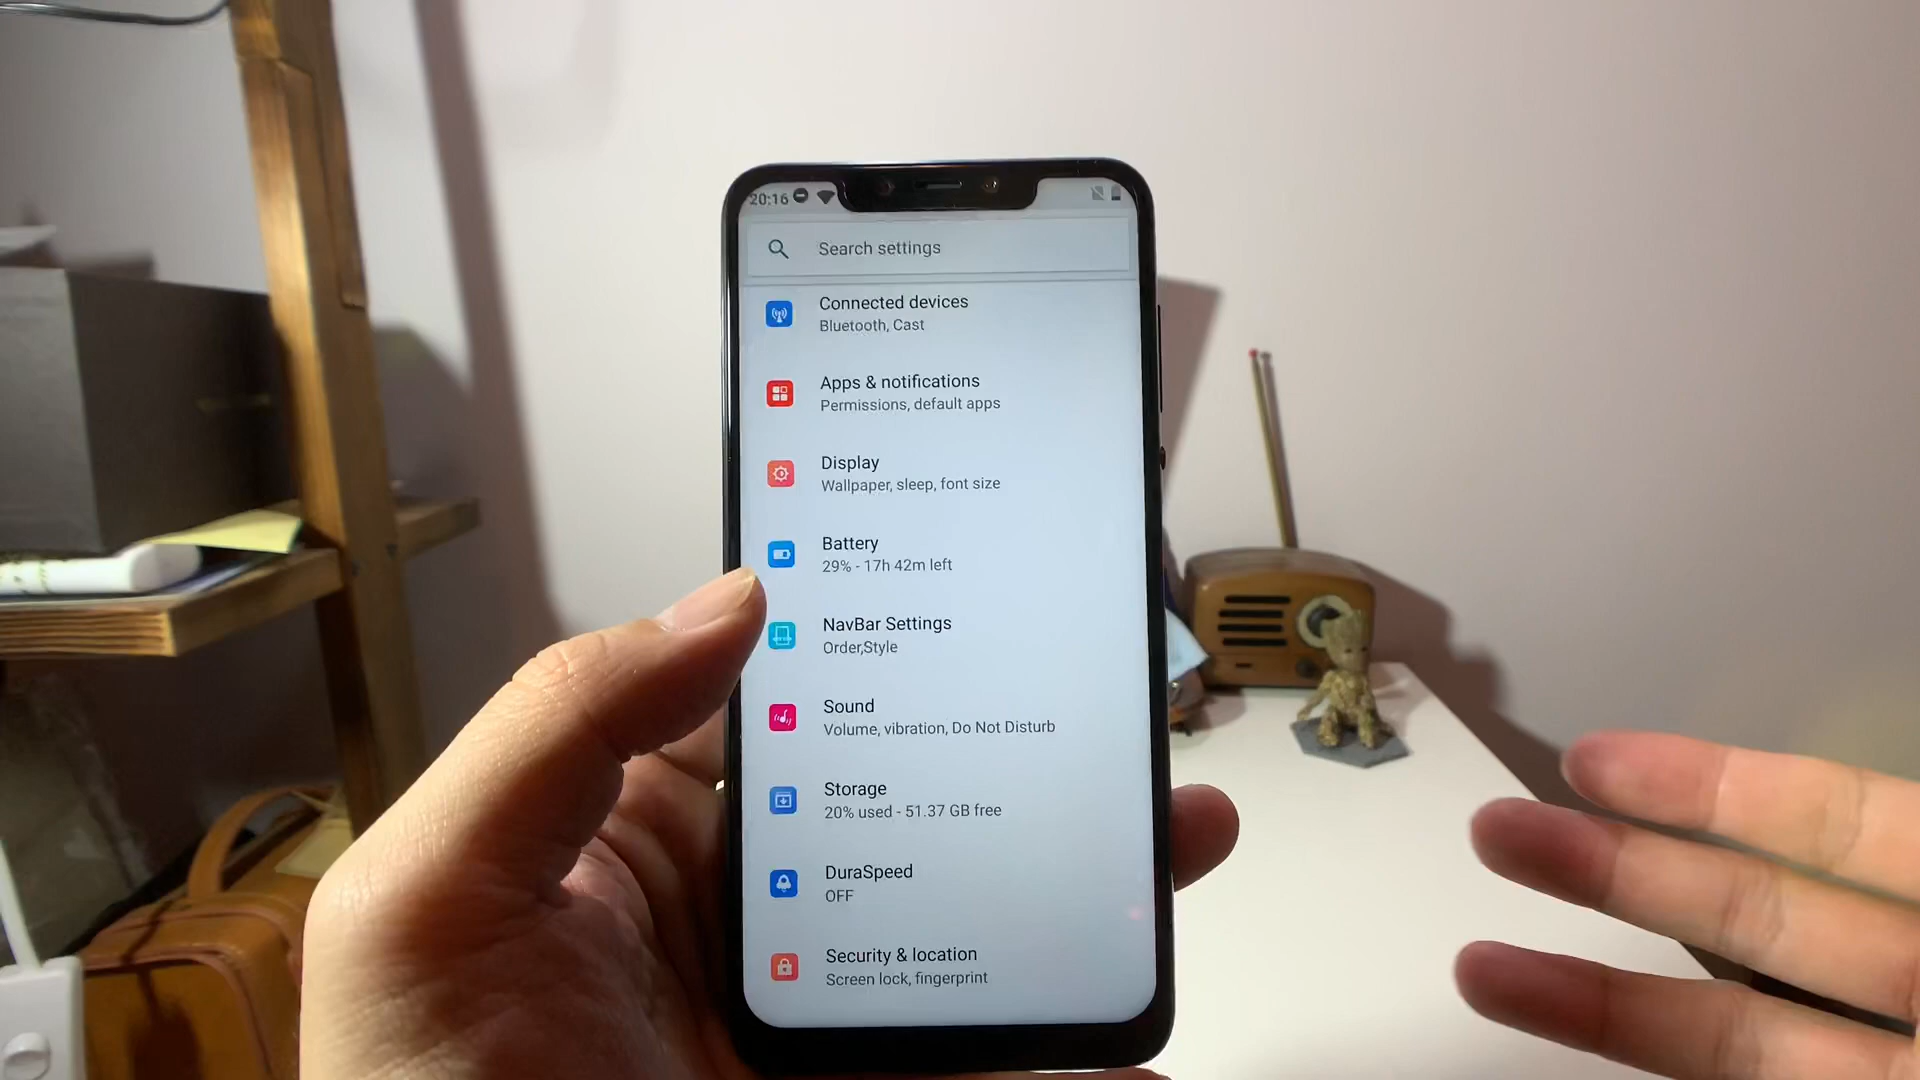 20:16
Search settings
Connected devices
Bluetooth, Cast
Apps & notifications
Permissions, default apps
Display
Wallpaper, sleep, font size
Battery
29% - 17h 42m left
NavBar Settings
Order,Style
Sound
Volume, vibration, Do Not Disturb
Storage
20% used - 51.37 GB free
DuraSpeed
OFF
Security & location
Screen lock, fingerprint